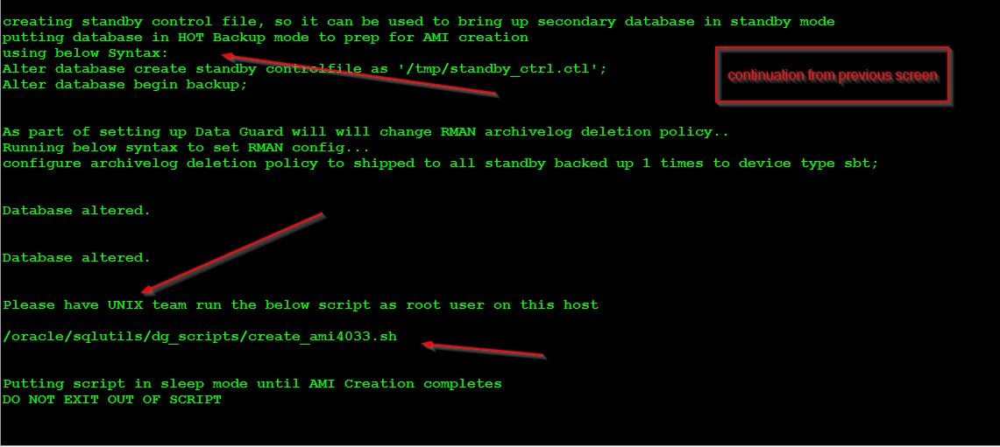 creating standby control file, so it can be used to bring up secondary database in standby mode
putting database in HOT Backup mode to prep for AMI creation
using below Syntax:
Alter database create standby controlfile as '/tmp/standby_ctrl.ctl';
Alter database begin backup;
continuation from previous screen
As part of setting up Data Guard will will change RMAN archivelog deletion policy..
Running below syntax to set RMAN config...
configure archivelog deletion policy to shipped to all standby backed up 1 times to device type sbt;
Database altered.
Database altered.
Please have UNIX team run the below script as root user on this host
/oracle/sqlutils/dg_scripts/create_ami4033.sh
Putting script in sleep mode until AMI Creation completes
DO NOT EXIT OUT OF SCRIPT